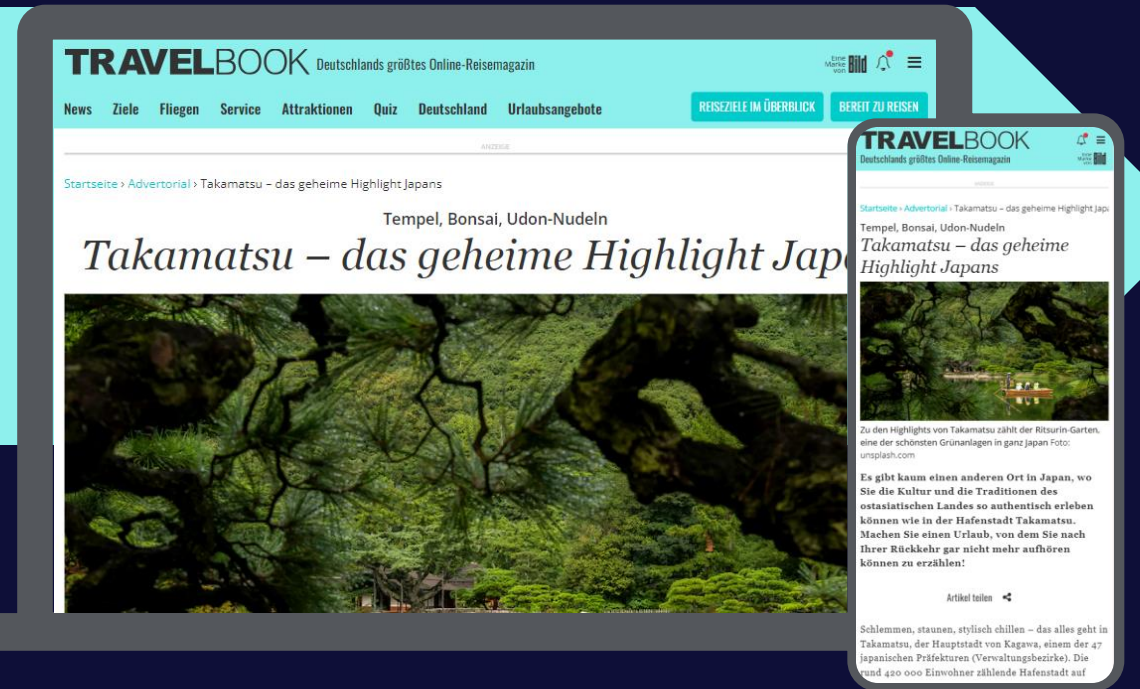 TRAVELBOOK Deutschlands größtes Online-Reisemagazin
Eine Marke von Bild
News Ziele Fliegen Service Attraktionen Quiz Deutschland Urlaubsangebote
REISEZIELE IM ÜBERBLICK BEREIT ZU REISEN
ANZEIGE
Startseite › Advertorial › Takamatsu – das geheime Highlight Japans
Tempel, Bonsai, Udon-Nudeln
Takamatsu – das geheime Highlight Jap
TRAVELBOOK
Deutschlands größtes Online-Reisemagazin
Eine Marke von Bild
ANZEIGE
Startseite › Advertorial › Takamatsu – das geheime Highlight Japa
Tempel, Bonsai, Udon-Nudeln
Takamatsu – das geheime
Highlight Japans
Zu den Highlights von Takamatsu zählt der Ritsurin-Garten,
eine der schönsten Grünanlagen in ganz Japan Foto:
unsplash.com
Es gibt kaum einen anderen Ort in Japan, wo
Sie die Kultur und die Traditionen des
ostasiatischen Landes so authentisch erleben
können wie in der Hafenstadt Takamatsu.
Machen Sie einen Urlaub, von dem Sie nach
Ihrer Rückkehr gar nicht mehr aufhören
können zu erzählen!
Artikel teilen
Schlemmen, staunen, stylisch chillen – das alles geht in
Takamatsu, der Hauptstadt von Kagawa, einem der 47
japanischen Präfekturen (Verwaltungsbezirke). Die
rund 420 000 Einwohner zählende Hafenstadt auf